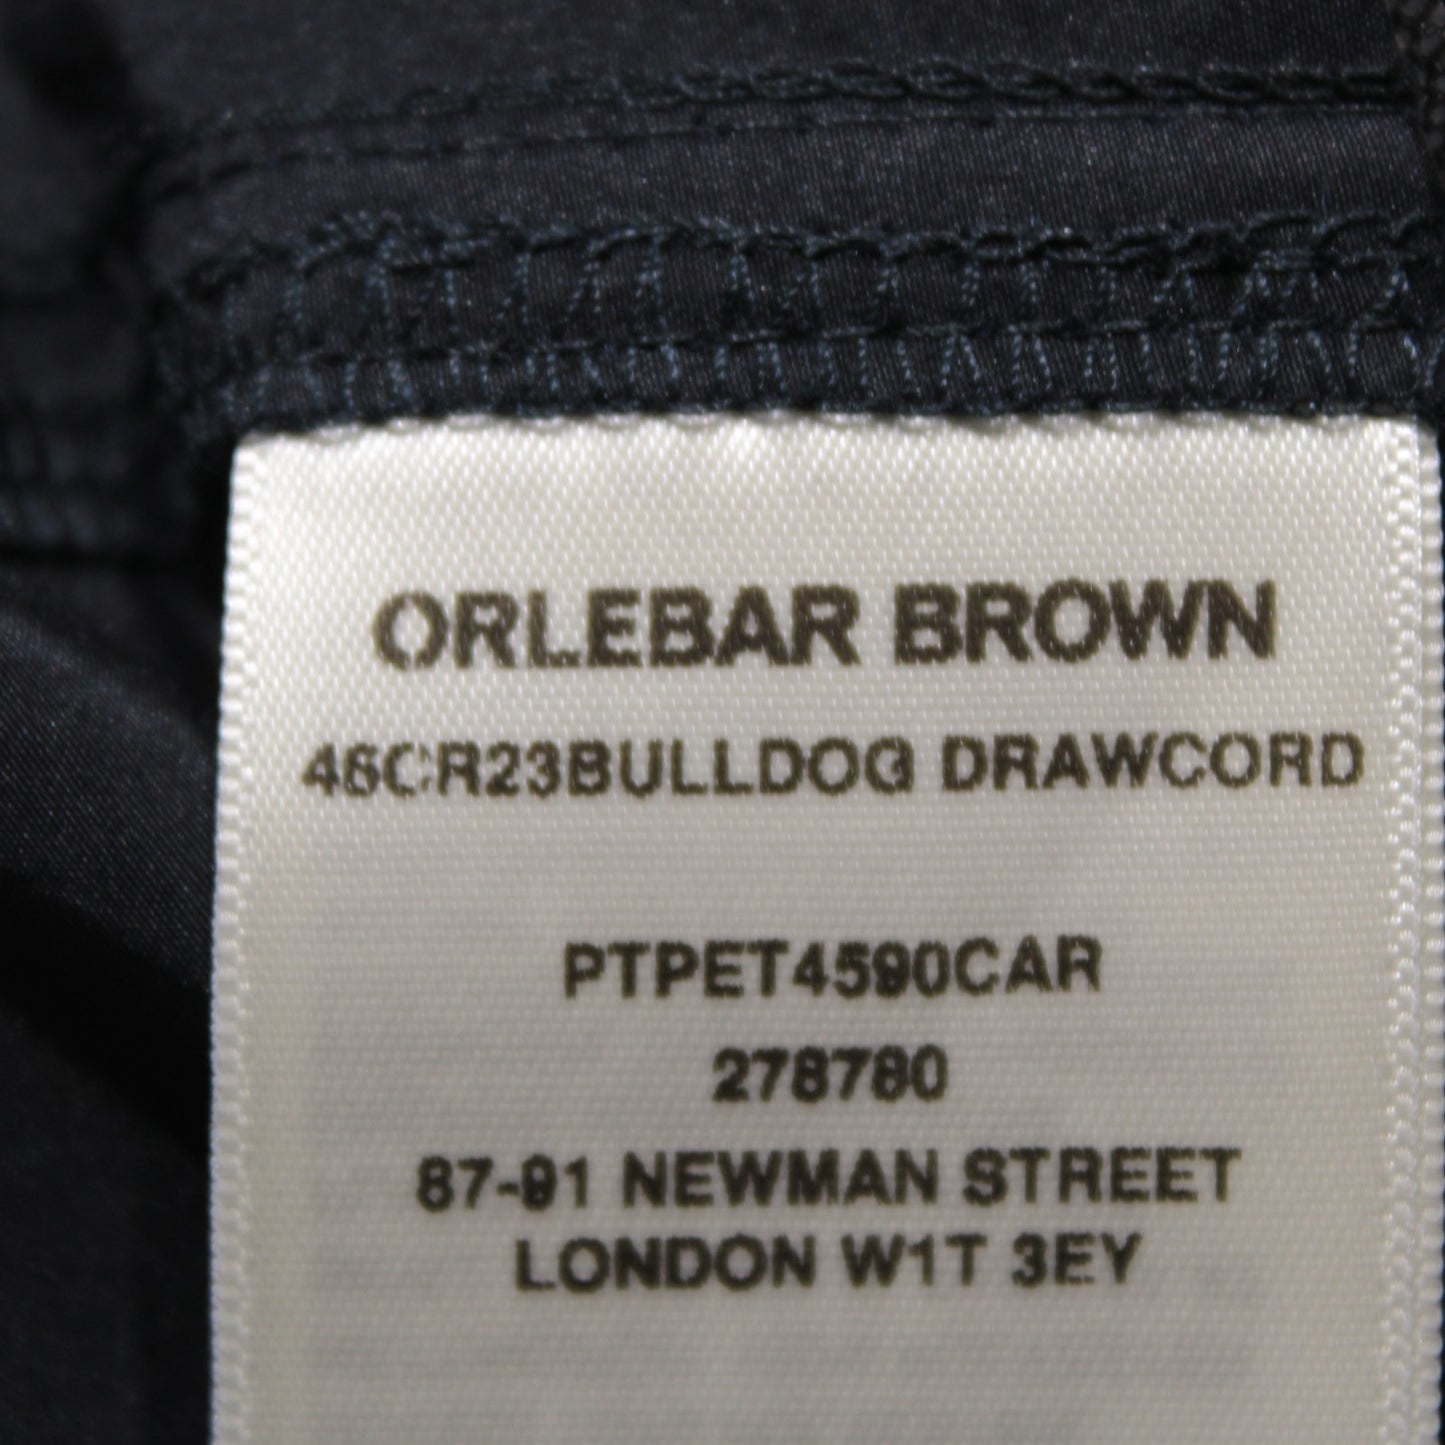 ORLEBAR BROWN
46CR23BULLDOG DRAWCORD
PTPET4590CAR
278780
87-91 NEWMAN STREET
LONDON W1T 3EY